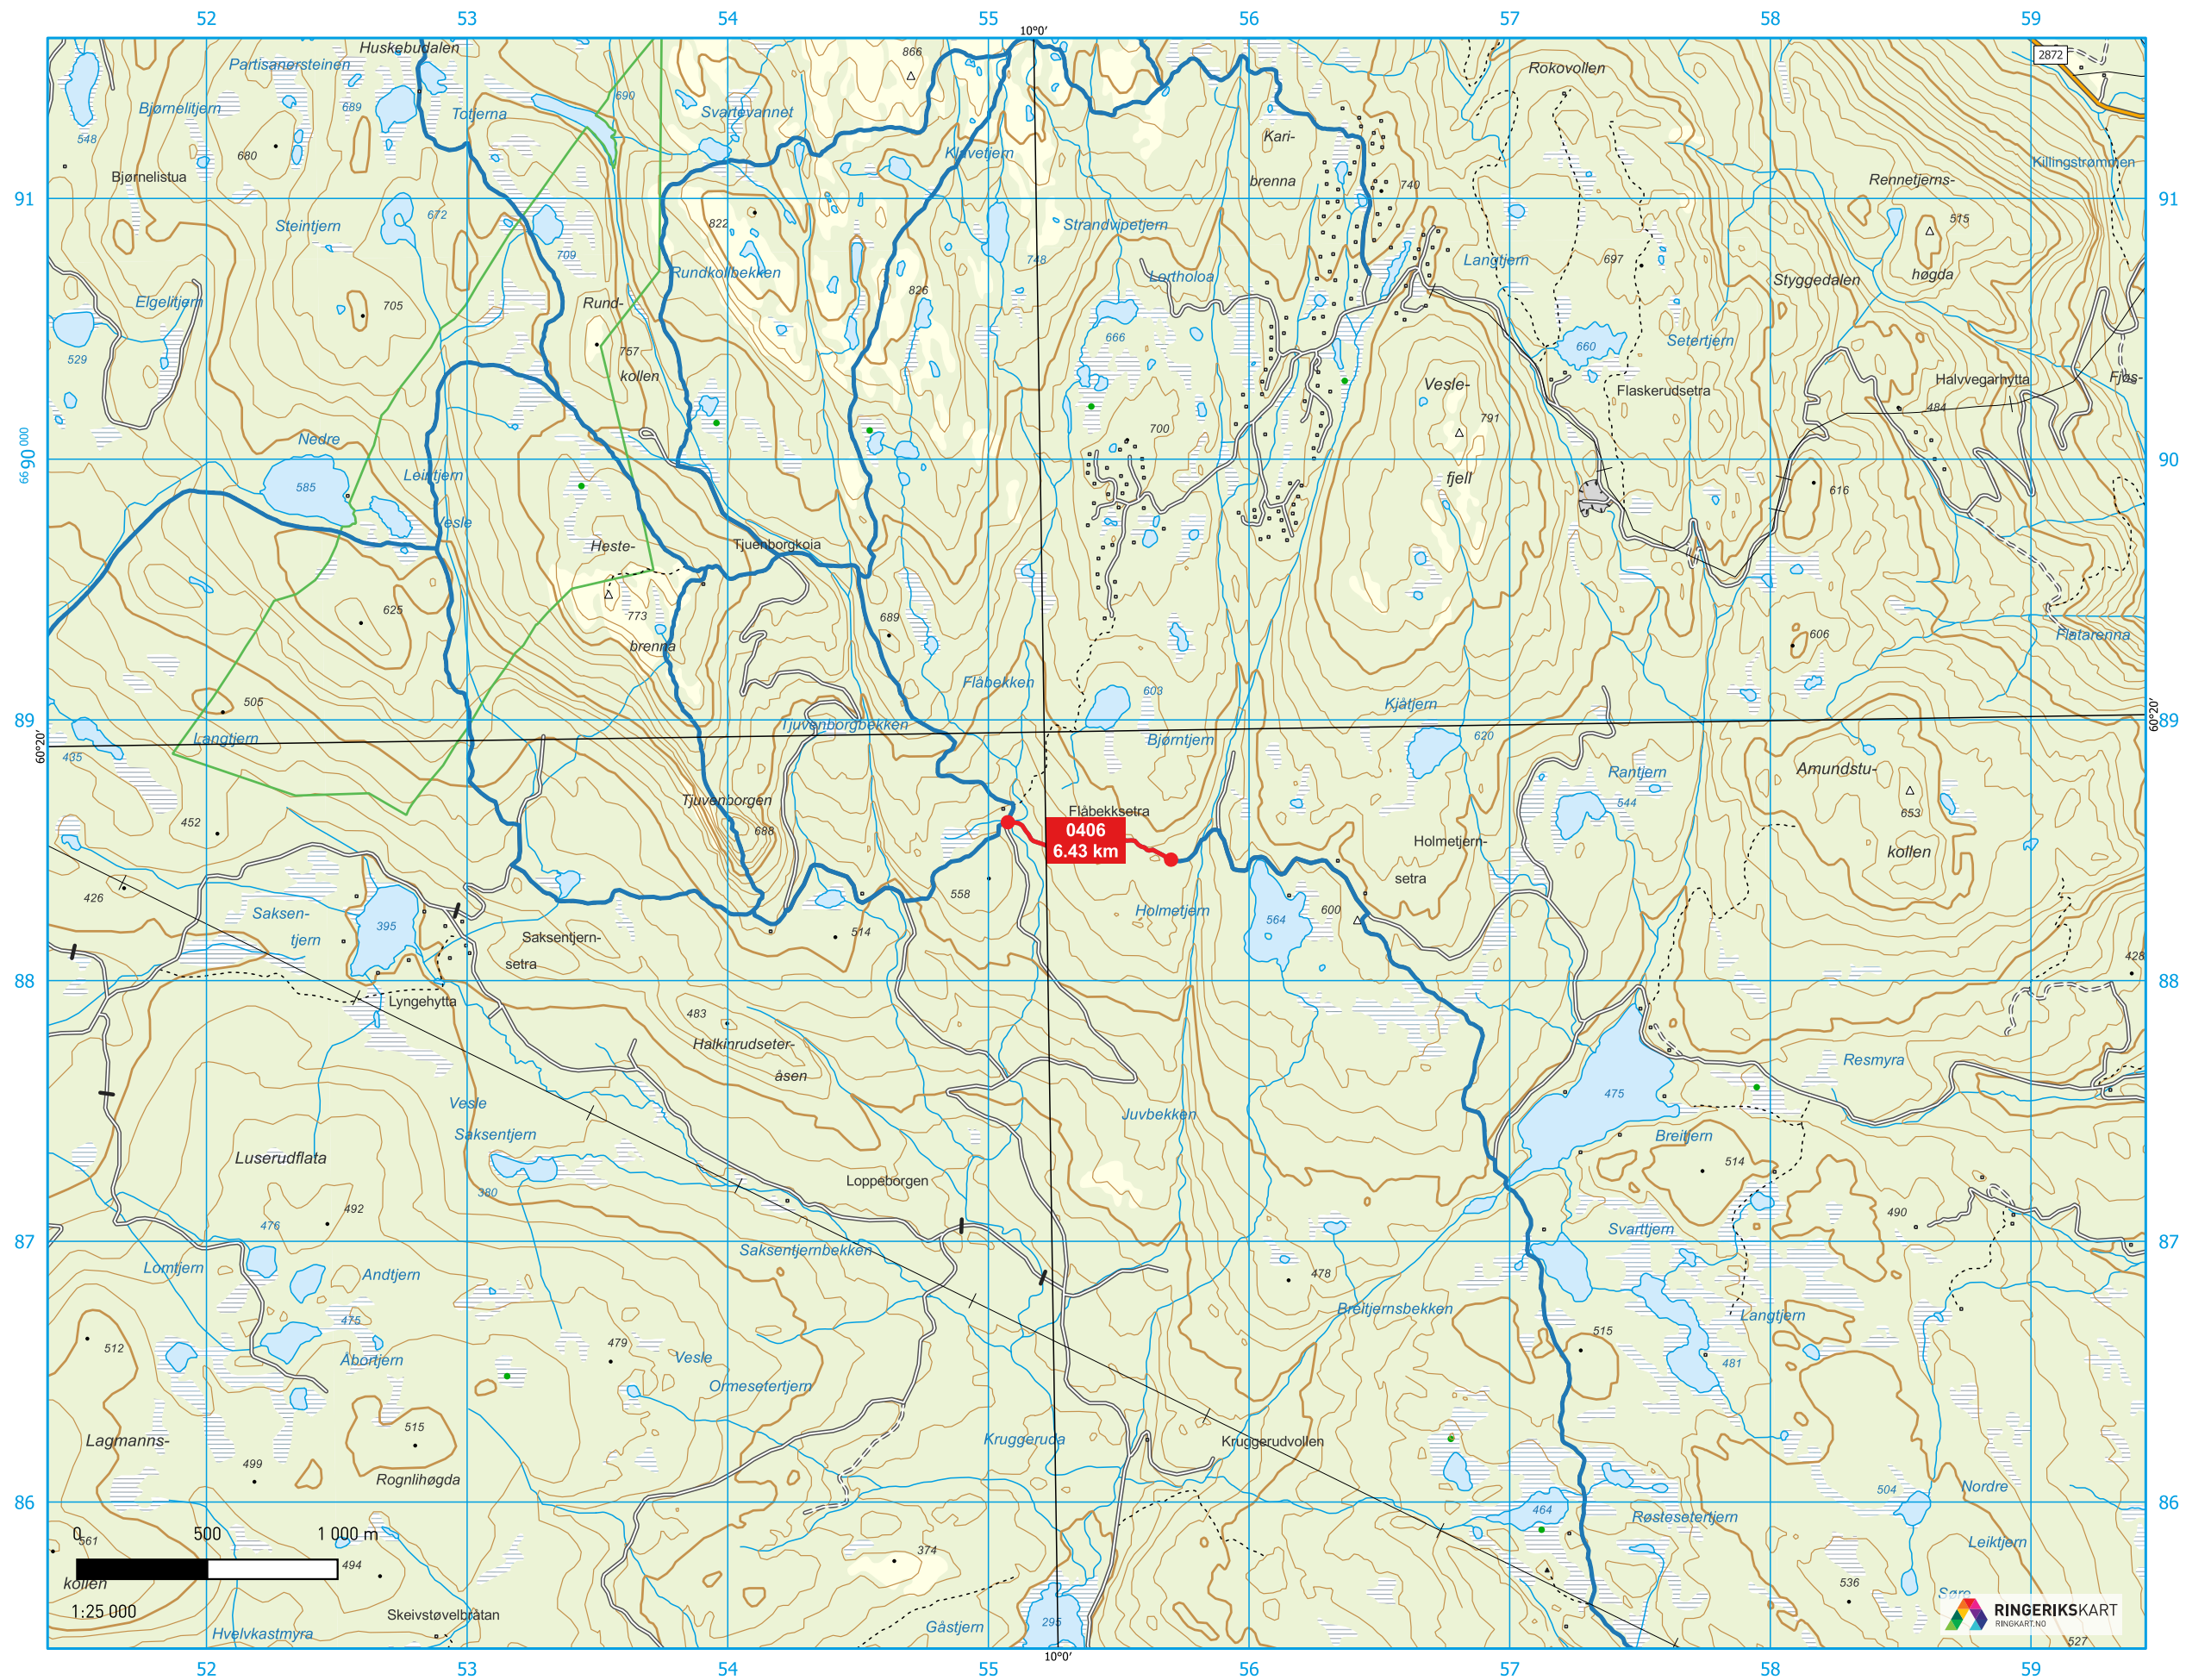 52
53
54
55
56
57
58
59
10°0'
Huskebudalen
866
Rokovollen
2872
Partisanersteinen
689
690
Bjørnelitjern
Totjerna
Svartevannet
548
680
Kari-
Klavetjern
Killingstrømmen
Bjørnelistua
brenna
740
Rennetjerns-
91
91
672
822
515
Steintjern
Strandvipetjern
709
748
Langtjern
697
høgda
Rundkollbekken
Lortholoa
Styggedalen
826
Elgelitjern
705
Rund-
666
660
Setertjern
529
757
kollen
Vesle-
Flaskerudsetra
Halvvegarhytta
Fjøs-
791
484
700
Nedre
6690000
90
Leirtjern
585
fjell
616
Vesle
Heste-
Tjuenborgkoia
625
773
689
606
brenna
Flatarenna
Flåbekken
603
505
Kjåtjern
89
Tjuvenborgbekken
89
Langtjern
Bjørntjern
620
60°20'
60°20'
435
Rantjern
Amundstu-
544
Tjuvenborgen
Flåbekksetra
653
452
688
0406
6.43 km
Holmetjern-
kollen
setra
426
558
Saksen-
Holmetjern
600
564
395
514
tjern
Saksentjern-
setra
428
88
88
Lyngehytta
483
Halkinrudseter-
Resmyra
åsen
475
Vesle
Juvbekken
Saksentjern
Breitjern
Luserudflata
514
380
Loppeborgen
492
490
476
Svarttjern
87
87
Saksentjernbekken
Lomtjern
Andtjern
478
Breitjernsbekken
Langtjern
475
515
512
479
Åbortjern
Vesle
481
Ormesetertjern
515
Lagmanns-
Kruggeruda
Kruggerudvollen
499
Rognlihøgda
Nordre
504
86
86
464
Røstesetertjern
0 500 1 000 m
561
Leiktjern
374
494
kollen
536
Søre
1:25 000
Skeivstøvelbråtan
RINGERIKSKART
RINGKART.NO
Gåstjern
295
Hvelvkastmyra
527
10°0'
52
53
54
55
56
57
58
59
90